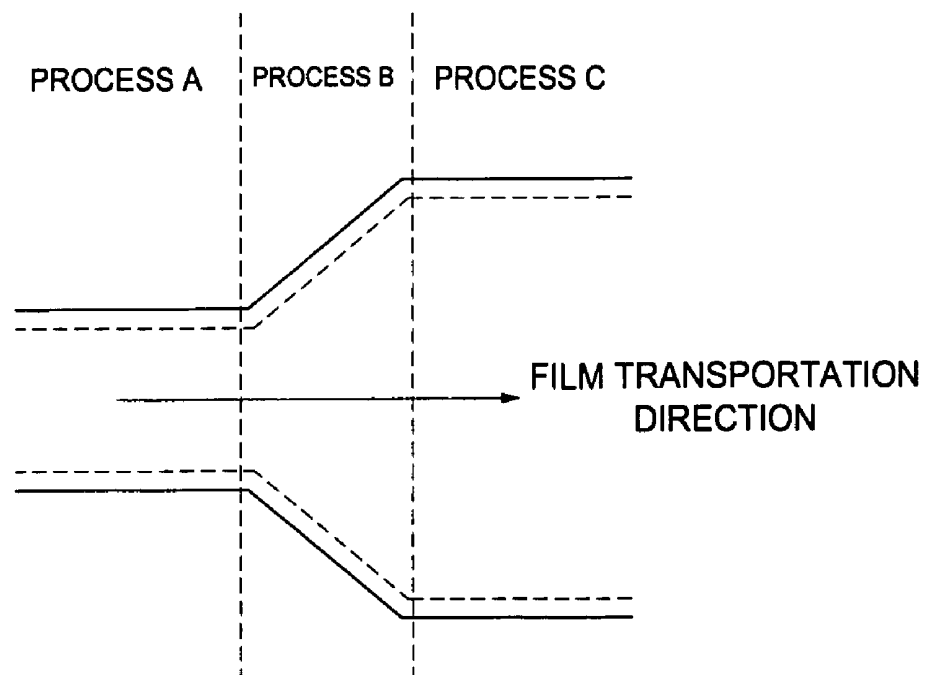 PROCESS A
PROCESS B
PROCESS C
FILM TRANSPORTATION
DIRECTION